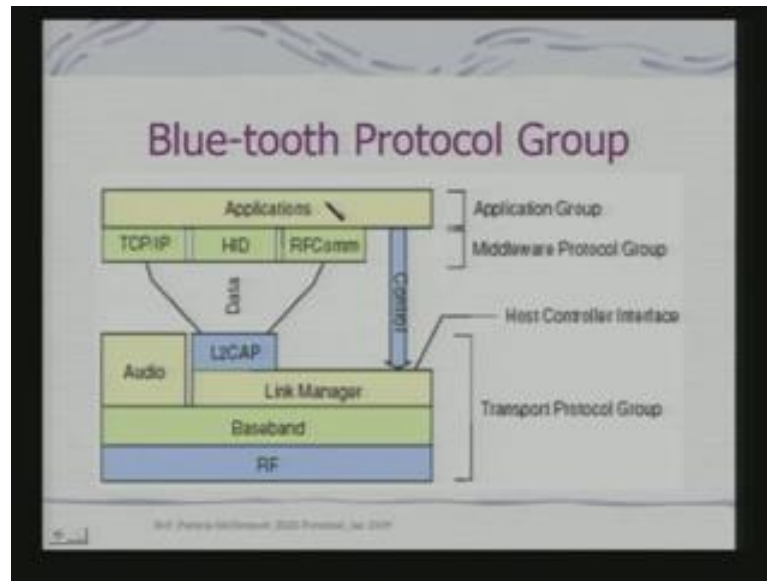 Blue-tooth Protocol Group
Applications
Application Group
TCP/IP
HID
RFComm
Middleware Protocol Group
Data
Control
Host Controller Interface
L2CAP
Audio
Link Manager
Transport Protocol Group
Baseband
RF